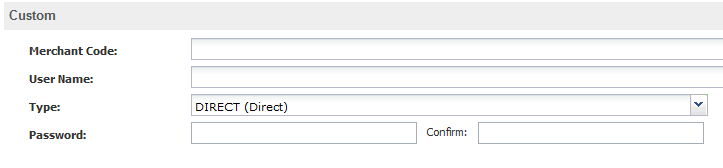 Custom
Merchant Code:
User Name:
Type: DIRECT (Direct)
Password: Confirm: